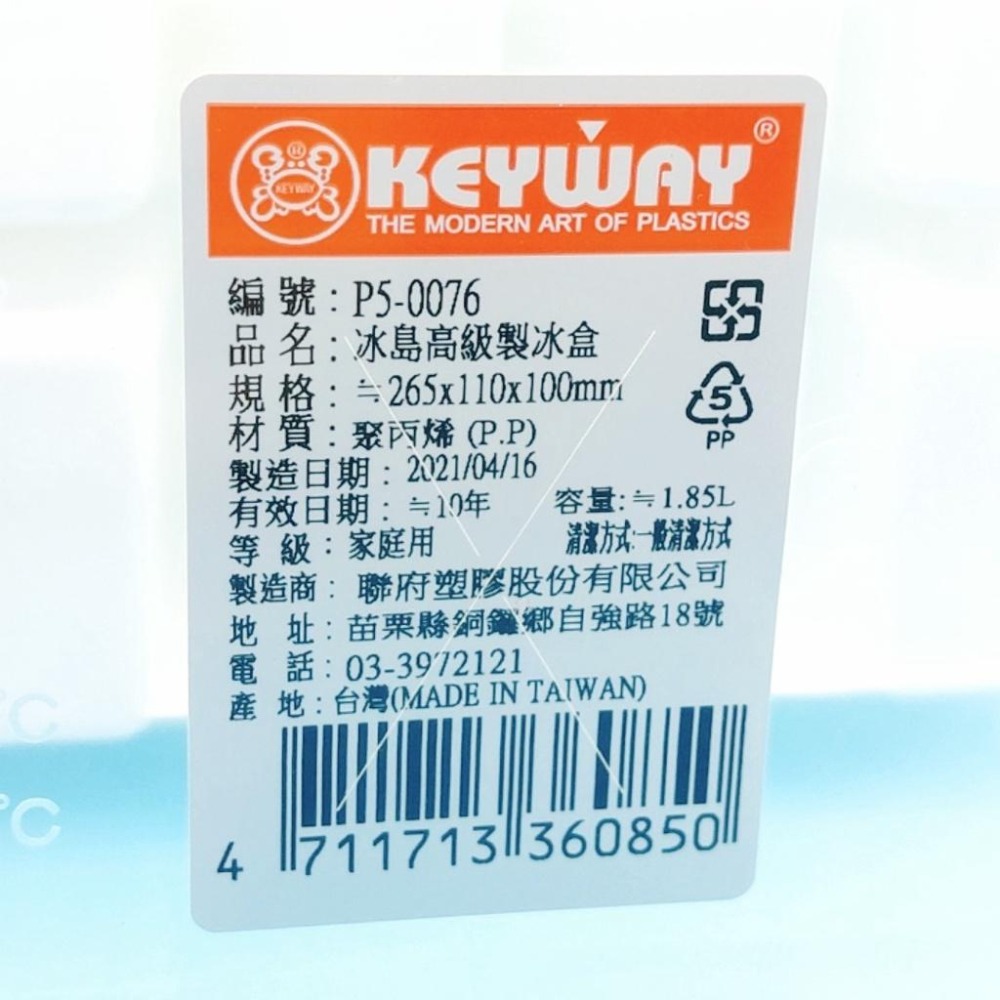 KEYWAY®
KEYWAY
THE MODERN ART OF PLASTICS
編號：P5-0076
品名：冰島高級製冰盒
規格：≒265x110x100mm
材質：聚丙烯 (P.P)
5
PP
製造日期：2021/04/16
有效日期：≒10年 容量:≒1.85L
等級：家庭用 清潔方式:一般清潔方式
製造商：聯府塑膠股份有限公司
地址：苗栗縣銅鑼鄉自強路18號
電話：03-3972121
產地：台灣(MADE IN TAIWAN)
4 711713 360850
°C
°C